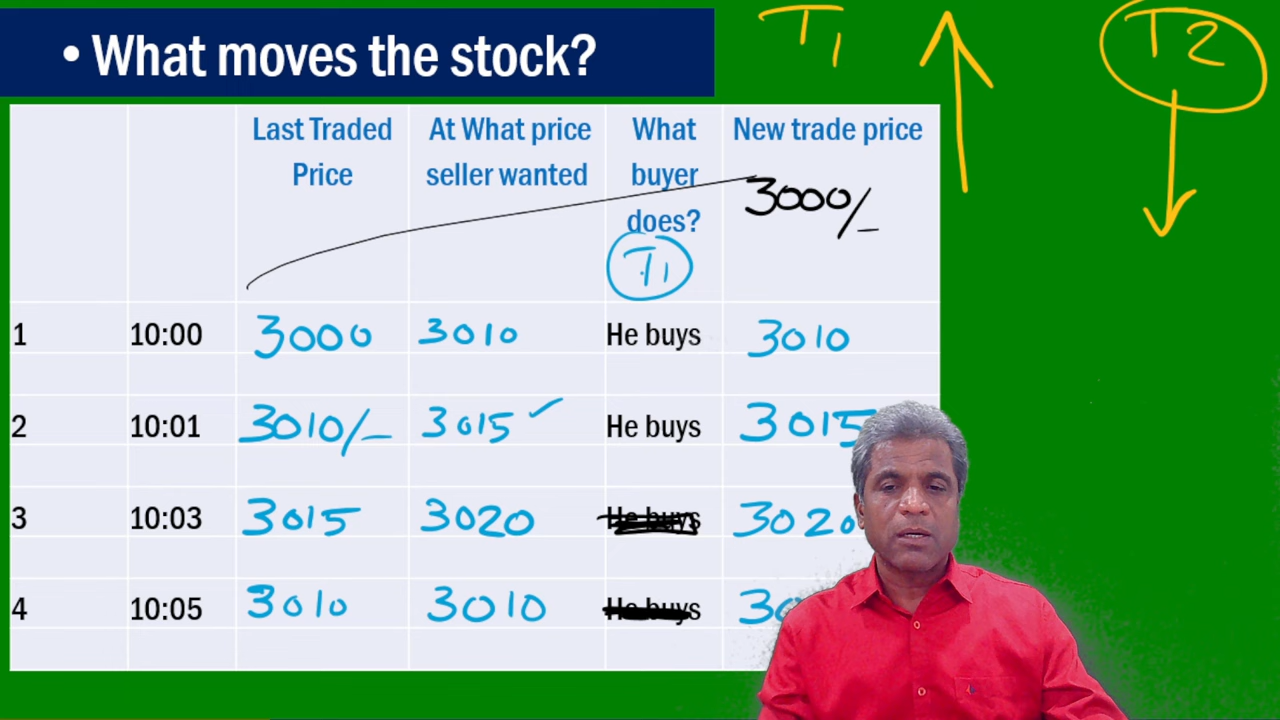 • What moves the stock?
T1
T2
Last Traded Price
At What price seller wanted
What buyer does?
New trade price
3000/-
T1
1 10:00 3000 3010 He buys 3010
2 10:01 3010/- 3015 He buys 3015
3 10:03 3015 3020 He buys 3020
4 10:05 3010 3010 He buys